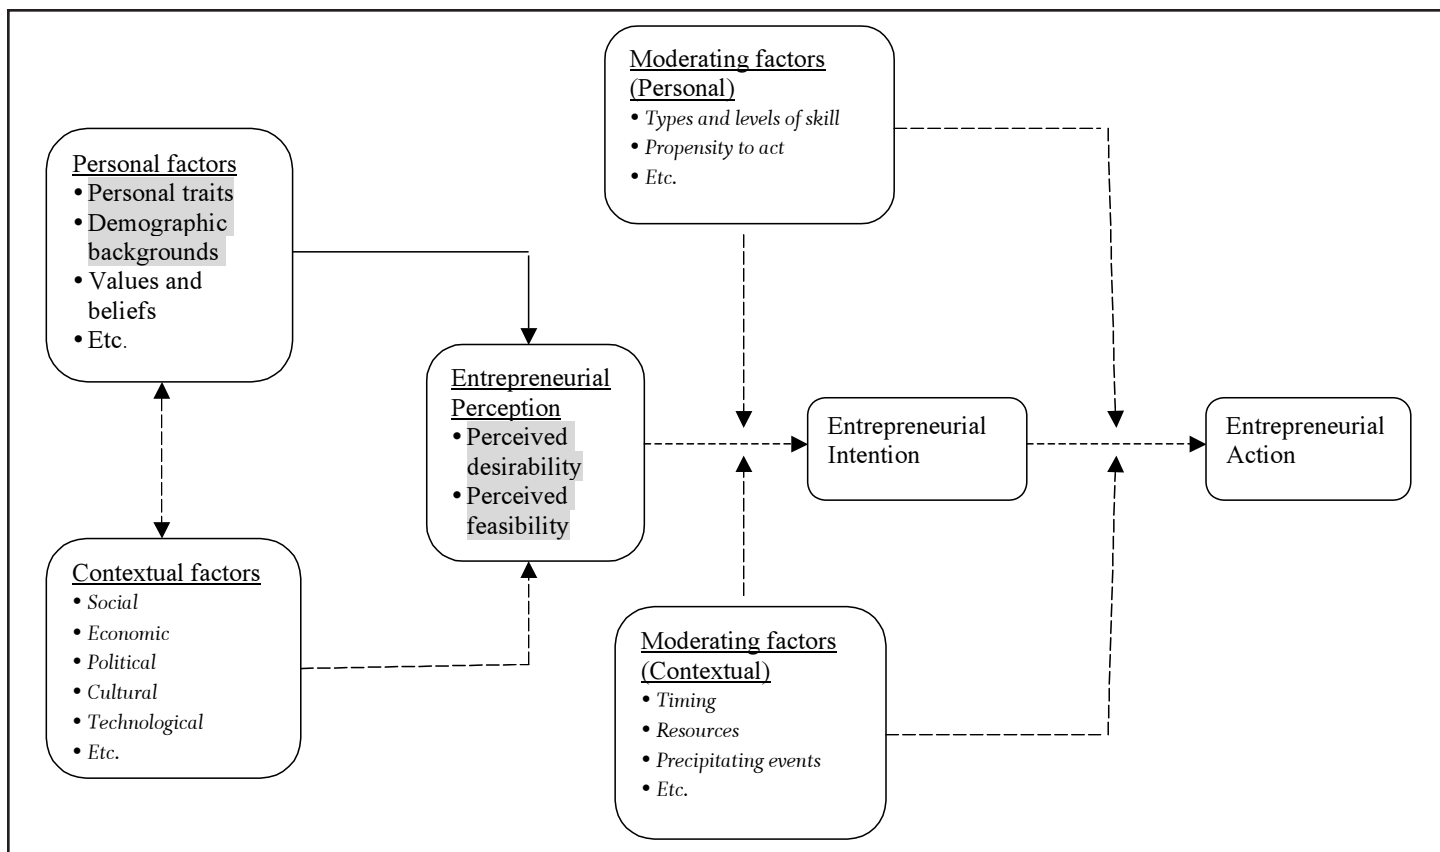 Moderating factors
(Personal)
• Types and levels of skill
• Propensity to act
• Etc.
Personal factors
• Personal traits
• Demographic
backgrounds
• Values and
beliefs
• Etc.
Entrepreneurial
Perception
• Perceived
desirability
• Perceived
feasibility
Entrepreneurial
Intention
Entrepreneurial
Action
Contextual factors
• Social
• Economic
• Political
• Cultural
• Technological
• Etc.
Moderating factors
(Contextual)
• Timing
• Resources
• Precipitating events
• Etc.